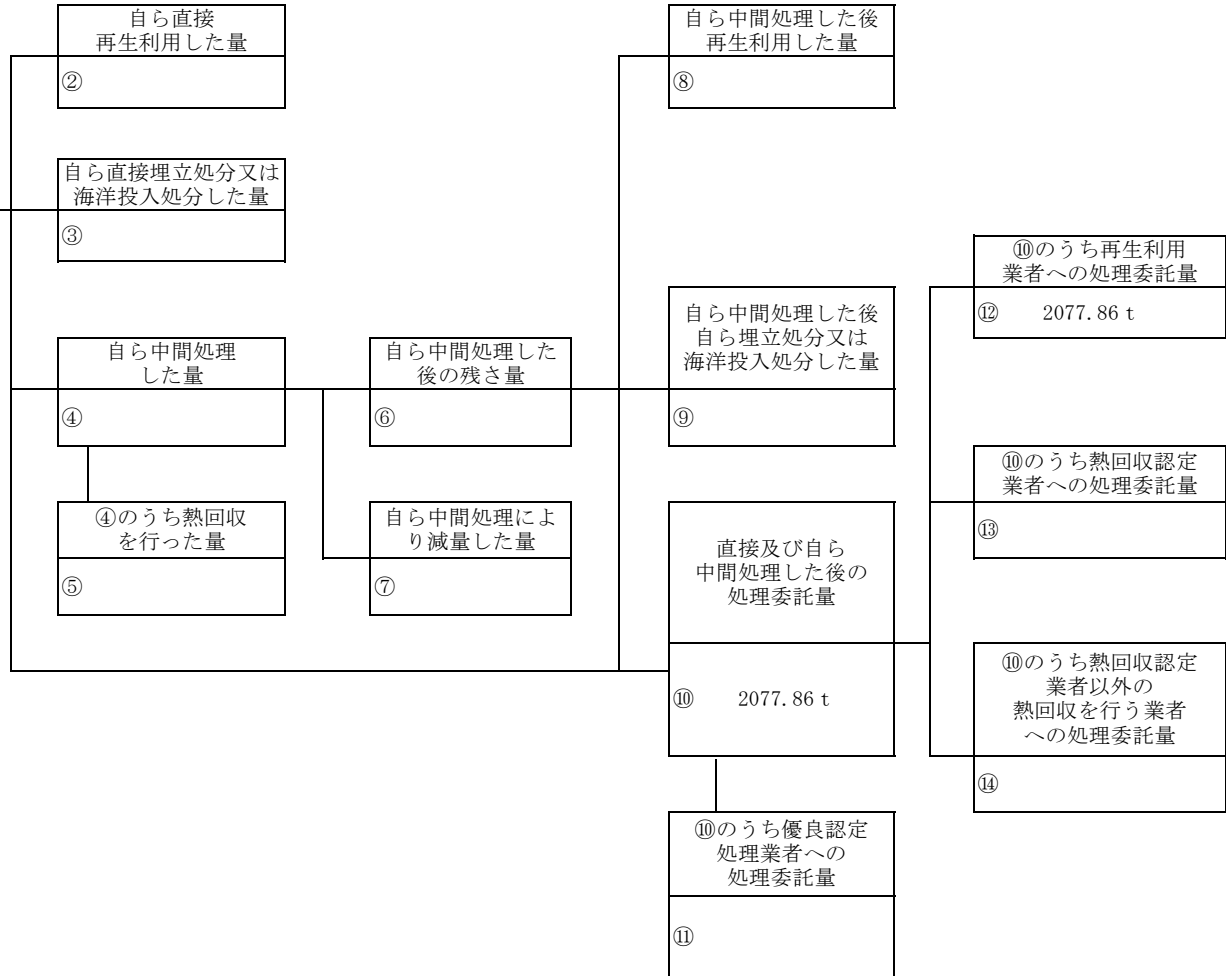 自ら直接
再生利用した量
②
自ら中間処理した後
再生利用した量
⑧
自ら直接埋立処分又は
海洋投入処分した量
③
⑩のうち再生利用
業者への処理委託量
⑫ 2077.86 t
自ら中間処理した後
自ら埋立処分又は
海洋投入処分した量
⑨
自ら中間処理
した量
④
自ら中間処理した
後の残さ量
⑥
⑩のうち熱回収認定
業者への処理委託量
⑬
④のうち熱回収
を行った量
⑤
自ら中間処理によ
り減量した量
⑦
直接及び自ら
中間処理した後の
処理委託量
⑩ 2077.86 t
⑩のうち熱回収認定
業者以外の
熱回収を行う業者
への処理委託量
⑭
⑩のうち優良認定
処理業者への
処理委託量
⑪